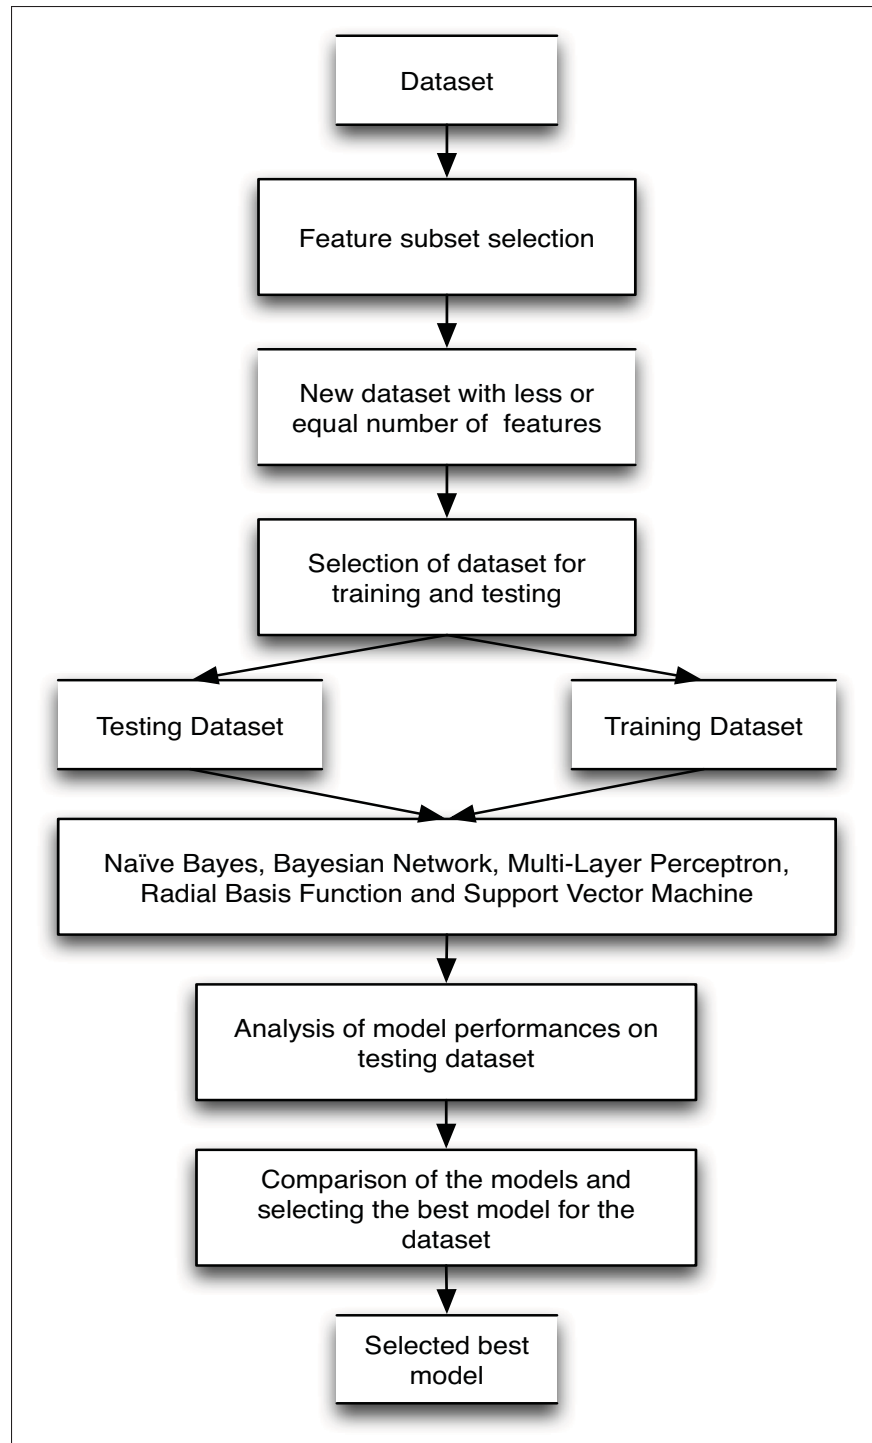 Dataset
Feature subset selection
New dataset with less or
equal number of features
Selection of dataset for
training and testing
Testing Dataset
Training Dataset
Naïve Bayes, Bayesian Network, Multi-Layer Perceptron,
Radial Basis Function and Support Vector Machine
Analysis of model performances on
testing dataset
Comparison of the models and
selecting the best model for the
dataset
Selected best
model